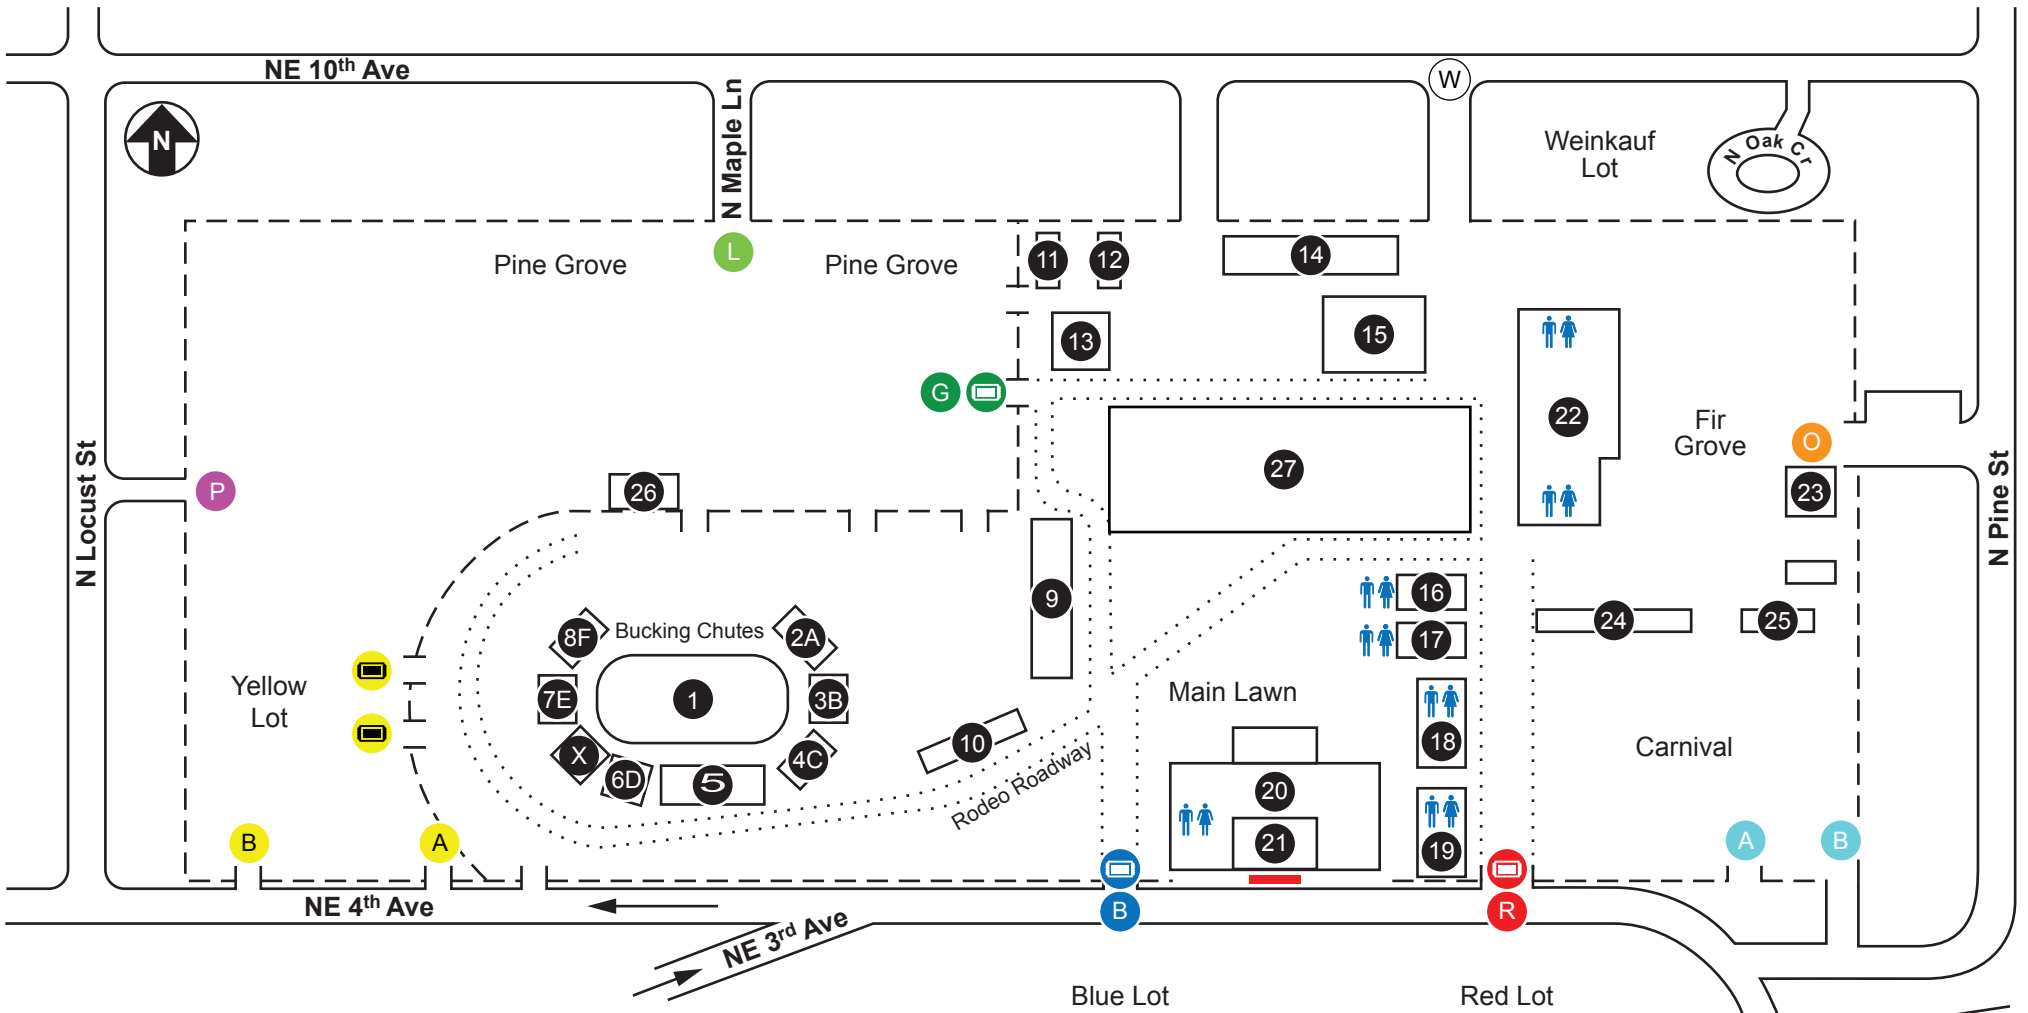 NE 10th Ave
W
N Maple Ln
N
Weinkauf
Lot
N Oak Cr
L
Pine Grove
Pine Grove
11
12
14
13
15
G
22
Fir
Grove
O
N Locust St
P
26
27
23
N Pine St
9
16
24
25
17
8F
Bucking Chutes
2A
Yellow
Lot
7E
1
3B
Main Lawn
X
6D
5
4C
10
Rodeo Roadway
18
Carnival
20
21
19
B
A
A
B
NE 4th Ave
NE 3rd Ave
B
R
Blue Lot
Red Lot